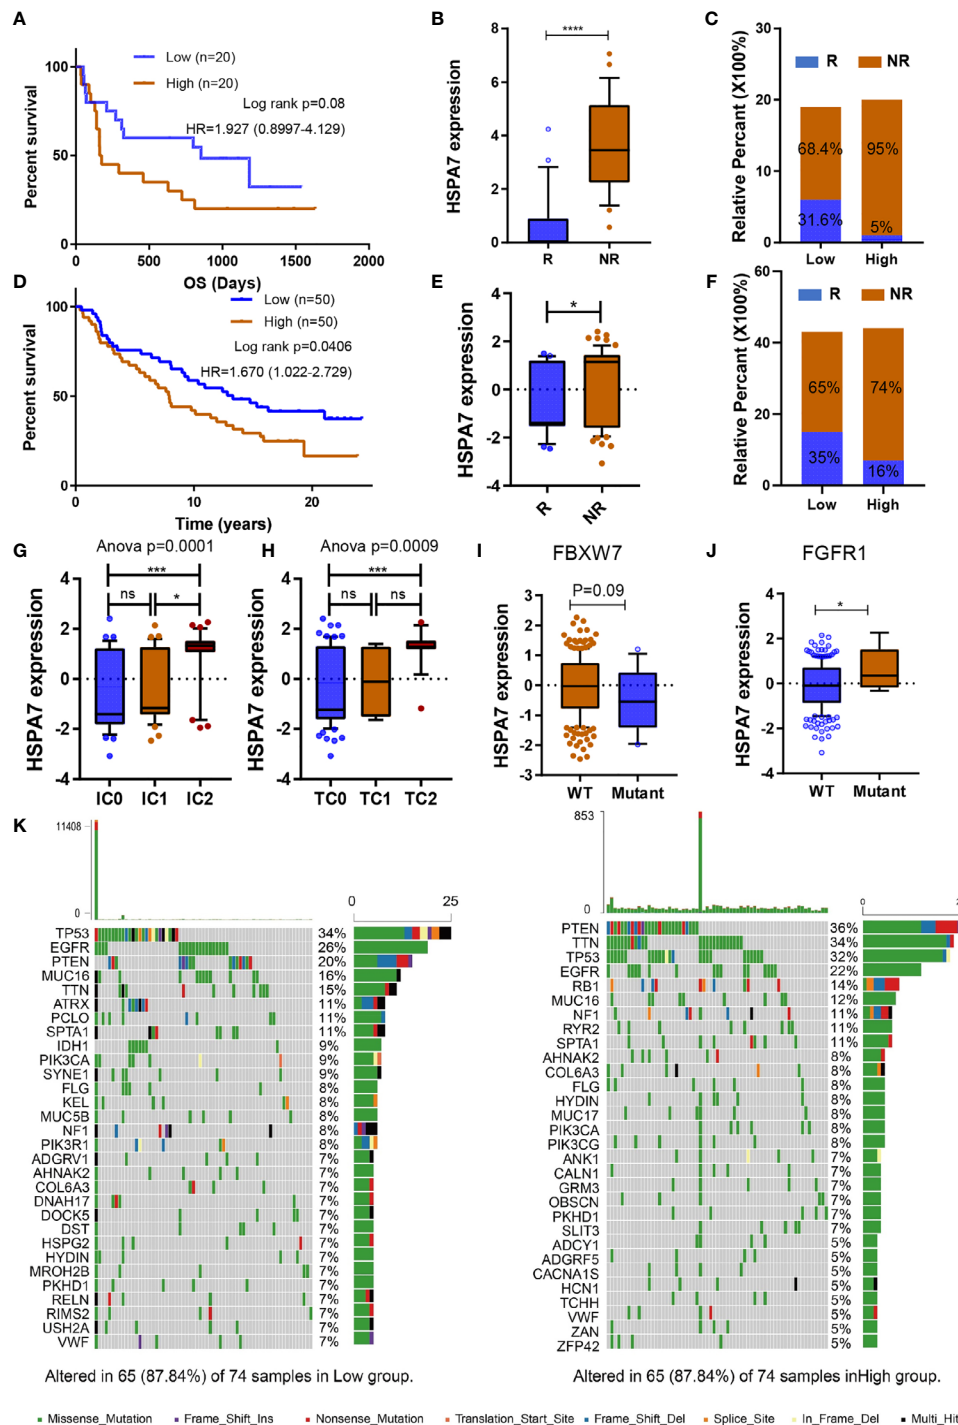 A
Percent survival
100
50
0
0
500
1000
1500
2000
OS (Days)
Low (n=20)
High (n=20)
Log rank p=0.08
HR=1.927 (0.8997-4.129)
B
HSPA7 expression
8
6
4
2
0
****
R
NR
C
Relative Percant (X100%)
30
20
10
0
R
NR
68.4%
95%
31.6%
5%
Low
High
D
Percent survival
100
50
0
0
10
20
Time (years)
Low (n=50)
High (n=50)
Log rank p=0.0406
HR=1.670 (1.022-2.729)
E
HSPA7 expression
4
2
0
-2
-4
*
R
NR
F
Relative Percant (X100%)
60
40
20
0
R
NR
65%
74%
35%
16%
Low
High
G
Anova p=0.0001
***
ns
*
HSPA7 expression
4
2
0
-2
-4
IC0
IC1
IC2
H
Anova p=0.0009
***
ns
ns
HSPA7 expression
4
2
0
-2
-4
TC0
TC1
TC2
I
FBXW7
P=0.09
HSPA7 expression
3
2
1
0
-1
-2
-3
WT
Mutant
J
FGFR1
*
HSPA7 expression
4
2
0
-2
-4
WT
Mutant
K
11408
0
0
25
TP53 34%
EGFR 26%
PTEN 20%
MUC16 16%
TTN 15%
ATRX 11%
PCLO 11%
SPTA1 11%
IDH1 9%
PIK3CA 9%
SYNE1 9%
FLG 8%
KEL 8%
MUC5B 8%
NF1 8%
PIK3R1 8%
ADGRV1 7%
AHNAK2 7%
COL6A3 7%
DNAH17 7%
DOCK5 7%
DST 7%
HSPG2 7%
HYDIN 7%
MROH2B 7%
PKHD1 7%
RELN 7%
RIMS2 7%
USH2A 7%
VWF 7%
Altered in 65 (87.84%) of 74 samples in Low group.
853
0
0
PTEN 36%
TTN 34%
TP53 32%
EGFR 22%
RB1 14%
MUC16 12%
NF1 11%
RYR2 11%
SPTA1 11%
AHNAK2 8%
COL6A3 8%
FLG 8%
HYDIN 8%
MUC17 8%
PIK3CA 8%
PIK3CG 8%
ANK1 7%
CALN1 7%
GRM3 7%
OBSCN 7%
PKHD1 7%
SLIT3 7%
ADCY1 5%
ADGRF5 5%
CACNA1S 5%
HCN1 5%
TCHH 5%
VWF 5%
ZAN 5%
ZFP42 5%
Altered in 65 (87.84%) of 74 samples inHigh group.
Missense_Mutation
Frame_Shift_Ins
Nonsense_Mutation
Translation_Start_Site
Frame_Shift_Del
Splice_Site
In_Frame_Del
Multi_Hit